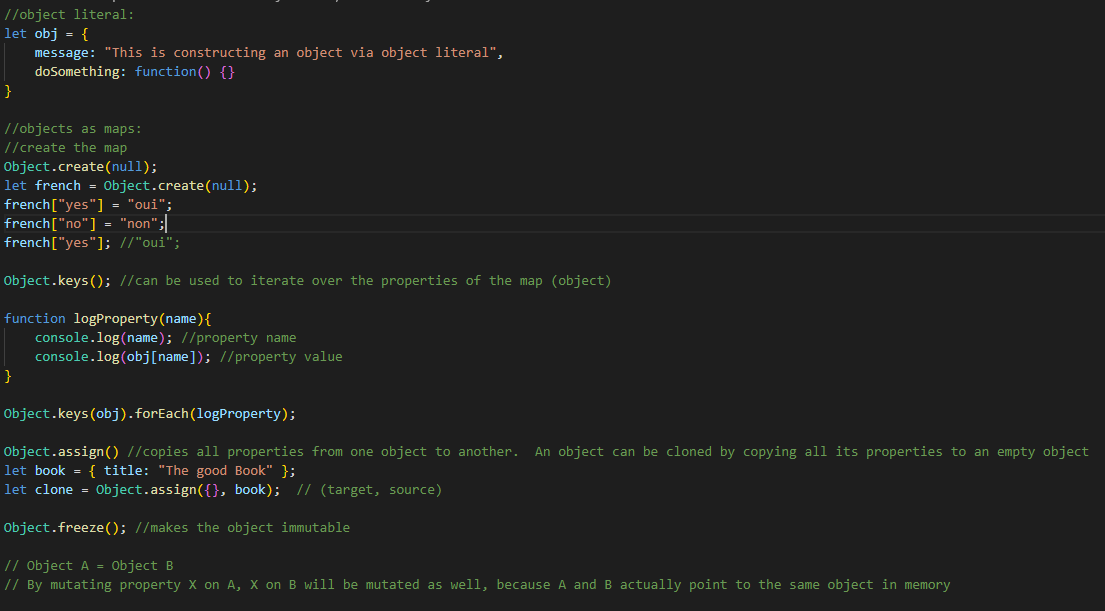 //object literal:
let obj = {
    message: "This is constructing an object via object literal",
    doSomething: function() {}
}
//objects as maps:
//create the map
Object.create(null);
let french = Object.create(null);
french["yes"] = "oui";
french["no"] = "non";
french["yes"]; //"oui";
Object.keys(); //can be used to iterate over the properties of the map (object)
function logProperty(name){
    console.log(name); //property name
    console.log(obj[name]); //property value
}
Object.keys(obj).forEach(logProperty);
Object.assign() //copies all properties from one object to another.  An object can be cloned by copying all its properties to an empty object
let book = { title: "The good Book" };
let clone = Object.assign({}, book);  // (target, source)
Object.freeze(); //makes the object immutable
// Object A = Object B
// By mutating property X on A, X on B will be mutated as well, because A and B actually point to the same object in memory